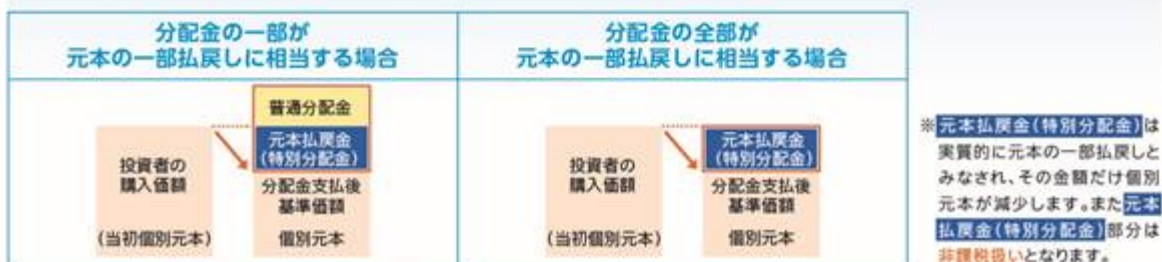 分配金の一部が
元本の一部払戻しに相当する場合
分配金の全部が
元本の一部払戻しに相当する場合
普通分配金
元本払戻金
(特別分配金)
投資者の
購入価額
(当初個別元本)
分配金支払後
基準価額
個別元本
元本払戻金
(特別分配金)
投資者の
購入価額
(当初個別元本)
分配金支払後
基準価額
個別元本
※元本払戻金(特別分配金)は
実質的に元本の一部払戻しと
みなされ、その金額だけ個別
元本が減少します。また元本
払戻金(特別分配金)部分は
非課税扱いとなります。